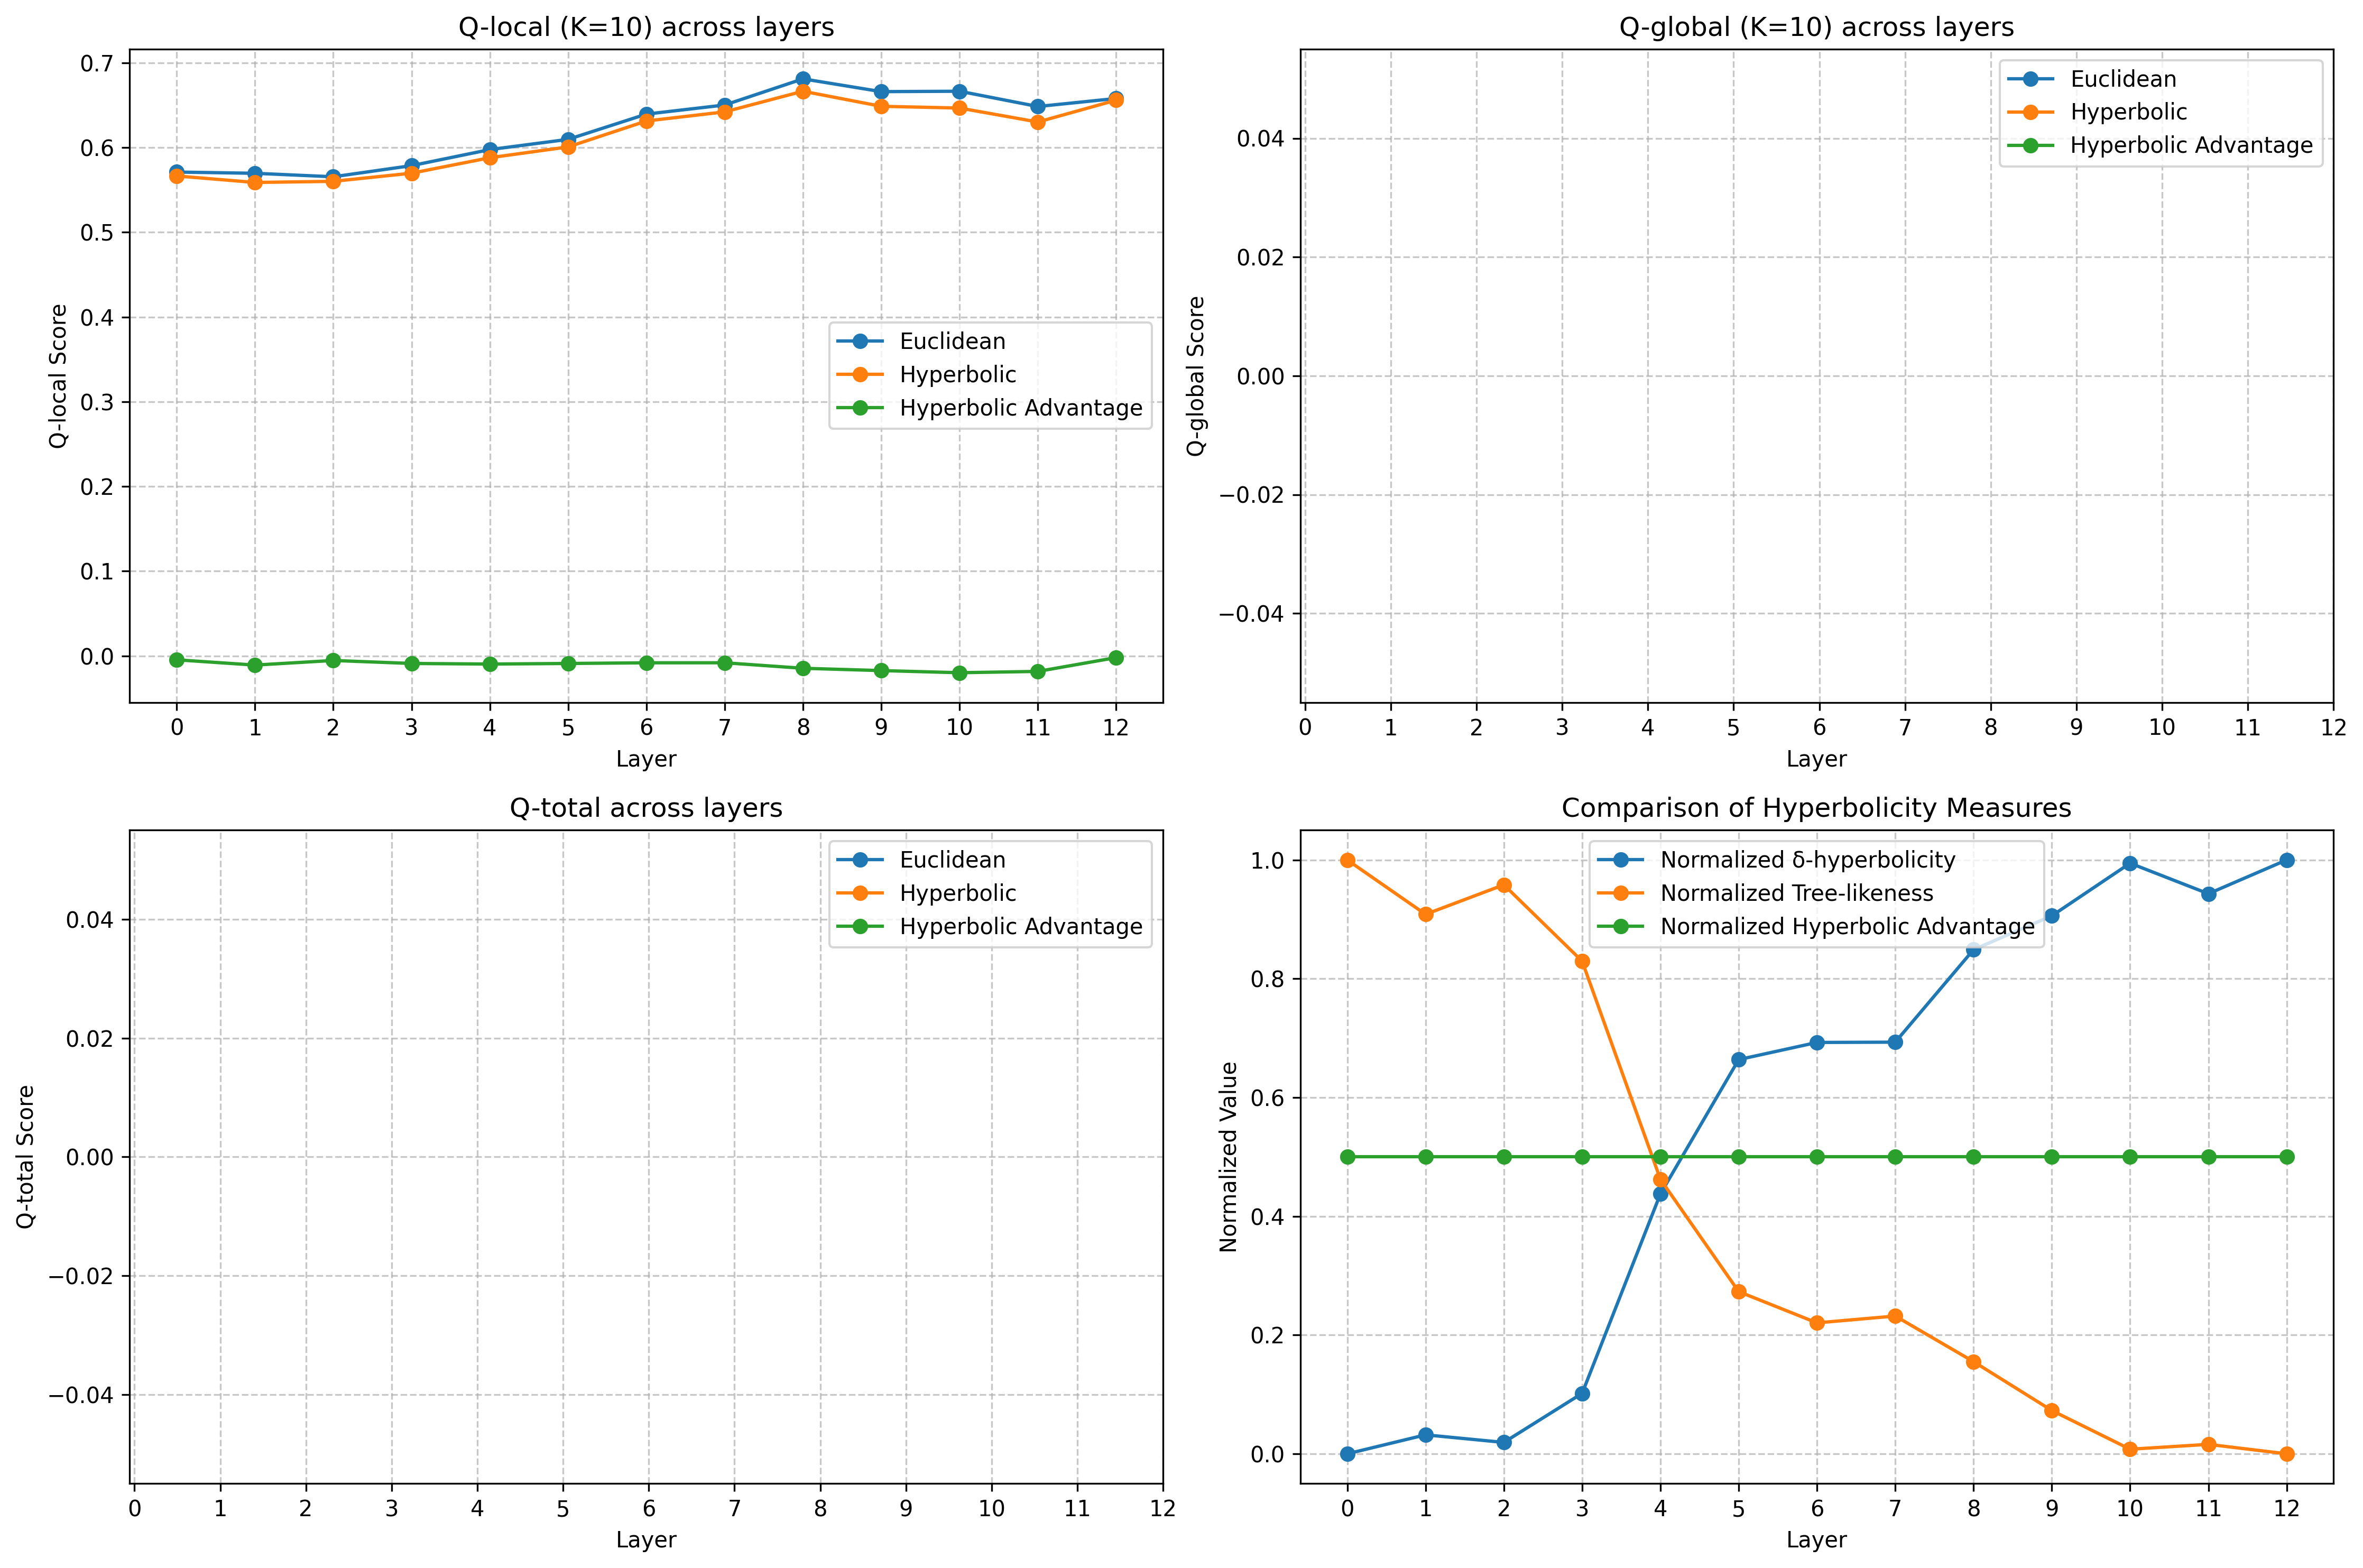 Q-local (K=10) across layers
Q-local Score
0.7
0.6
0.5
0.4
0.3
0.2
0.1
0.0
Euclidean
Hyperbolic
Hyperbolic Advantage
0 1 2 3 4 5 6 7 8 9 10 11 12
Layer
Q-global (K=10) across layers
Q-global Score
0.04
0.02
0.00
−0.02
−0.04
Euclidean
Hyperbolic
Hyperbolic Advantage
0 1 2 3 4 5 6 7 8 9 10 11 12
Layer
Q-total across layers
Q-total Score
0.04
0.02
0.00
−0.02
−0.04
Euclidean
Hyperbolic
Hyperbolic Advantage
0 1 2 3 4 5 6 7 8 9 10 11 12
Layer
Comparison of Hyperbolicity Measures
Normalized Value
1.0
0.8
0.6
0.4
0.2
0.0
Normalized δ-hyperbolicity
Normalized Tree-likeness
Normalized Hyperbolic Advantage
0 1 2 3 4 5 6 7 8 9 10 11 12
Layer